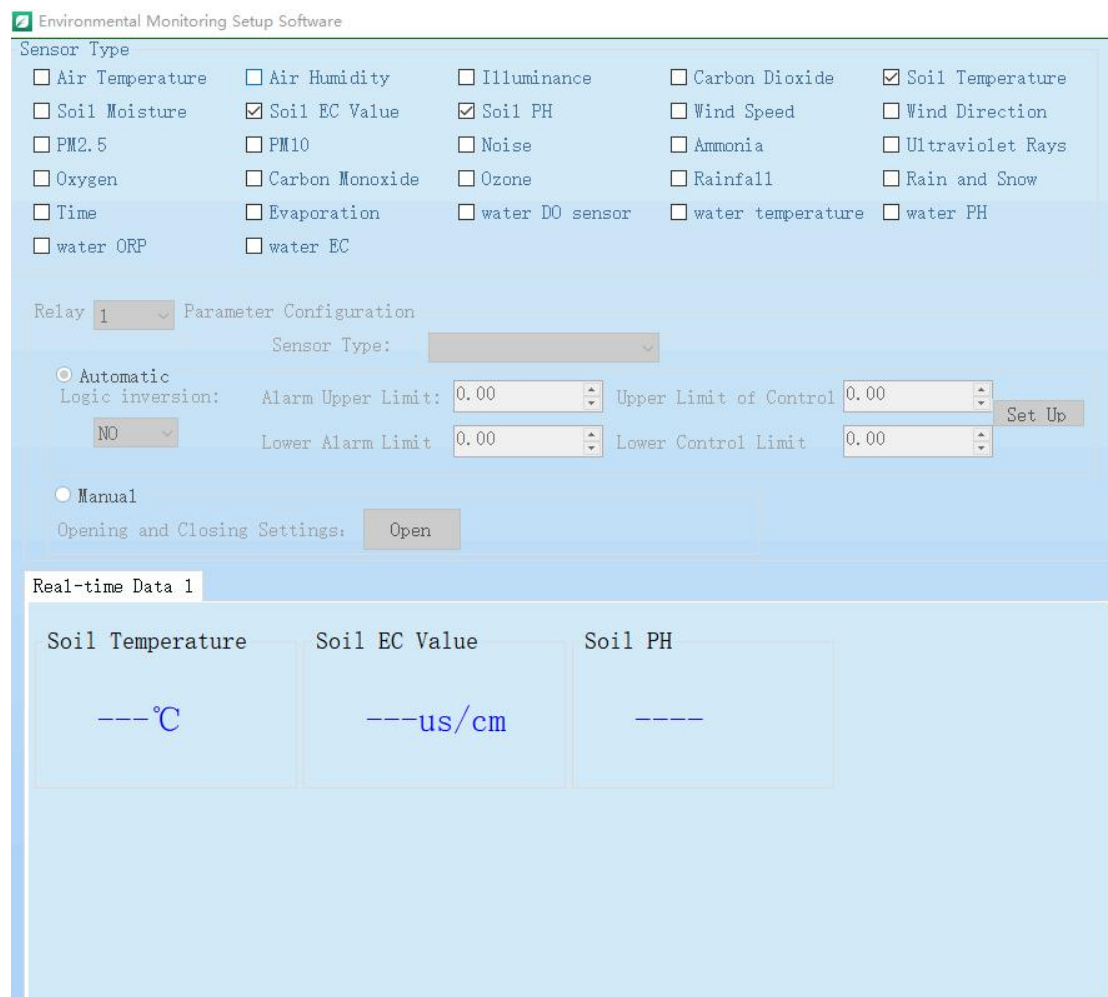 Environmental Monitoring Setup Software
Sensor Type
Air Temperature Air Humidity Illuminance Carbon Dioxide Soil Temperature
Soil Moisture Soil EC Value Soil PH Wind Speed Wind Direction
PM2.5 PM10 Noise Ammonia Ultraviolet Rays
Oxygen Carbon Monoxide Ozone Rainfall Rain and Snow
Time Evaporation water DO sensor water temperature water PH
water ORP water EC
Relay 1 Parameter Configuration
Sensor Type:
Automatic
Logic inversion: Alarm Upper Limit: 0.00 Upper Limit of Control 0.00
Set Up
NO Lower Alarm Limit 0.00 Lower Control Limit 0.00
Manual
Opening and Closing Settings: Open
Real-time Data 1
Soil Temperature Soil EC Value Soil PH
---℃ ---us/cm ----